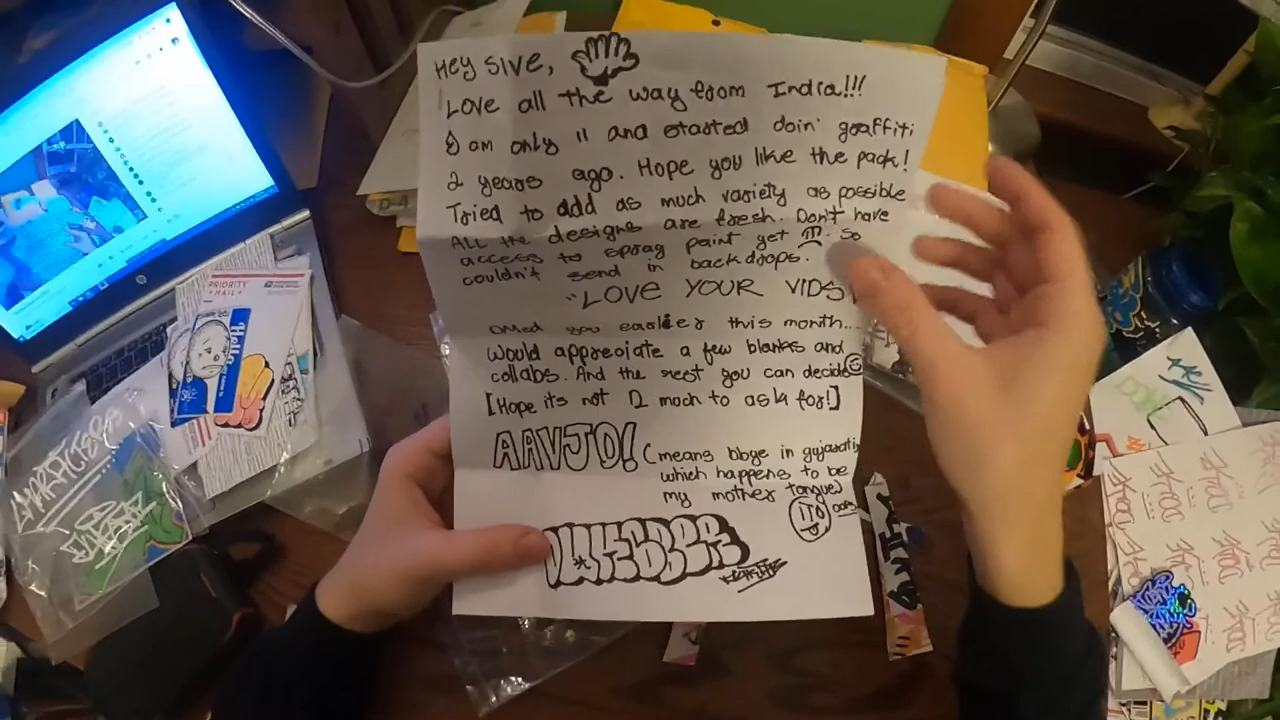 Hey Sive,
Love all the way from India!!!
I am only 11 and started doin' graffiti
2 years ago. Hope you like the pack!
Tried to add as much variety as possible
All the designs are fresh. Don't have
access to spray paint yet. So
couldn't send in backdrops.
"LOVE YOUR VIDS
DMed you earlier this month..
Would appreciate a few blanks and
collabs. And the rest you can decide
[Hope its not 2 much to ask for!]
AAVJO! (means bbye in gujarati,
which happens to be
my mother tongue)
PRIORITY
MAIL
Hello